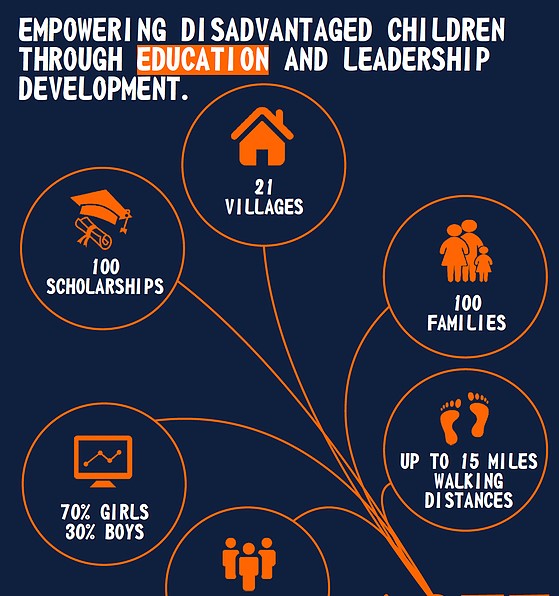 EMPOWERING DISADVANTAGED CHILDREN
THROUGH EDUCATION AND LEADERSHIP
DEVELOPMENT.
21
VILLAGES
100
SCHOLARSHIPS
100
FAMILIES
UP TO 15 MILES
WALKING
DISTANCES
70% GIRLS
30% BOYS